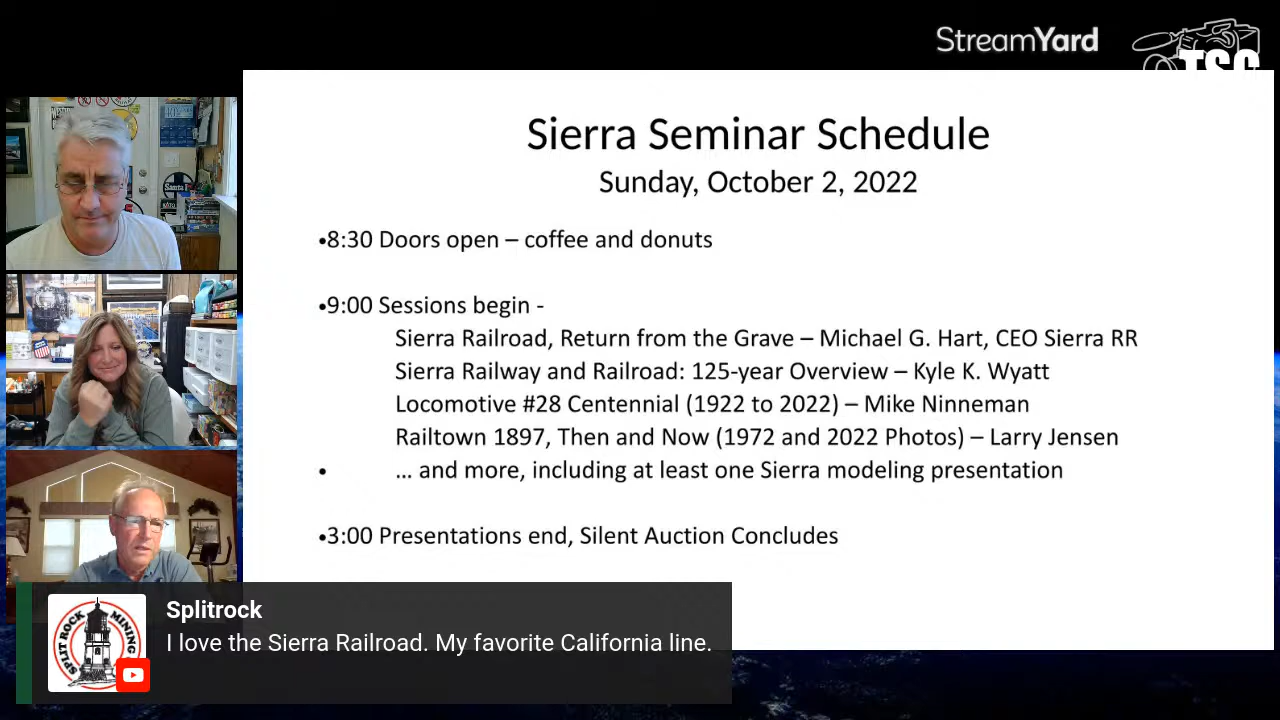 StreamYard
TSC
Sierra Seminar Schedule
Sunday, October 2, 2022
•8:30 Doors open – coffee and donuts
•9:00 Sessions begin -
Sierra Railroad, Return from the Grave – Michael G. Hart, CEO Sierra RR
Sierra Railway and Railroad: 125-year Overview – Kyle K. Wyatt
Locomotive #28 Centennial (1922 to 2022) – Mike Ninneman
Railtown 1897, Then and Now (1972 and 2022 Photos) – Larry Jensen
• … and more, including at least one Sierra modeling presentation
•3:00 Presentations end, Silent Auction Concludes
Santa F
SPLIT ROCK MINING
Splitrock
I love the Sierra Railroad. My favorite California line.